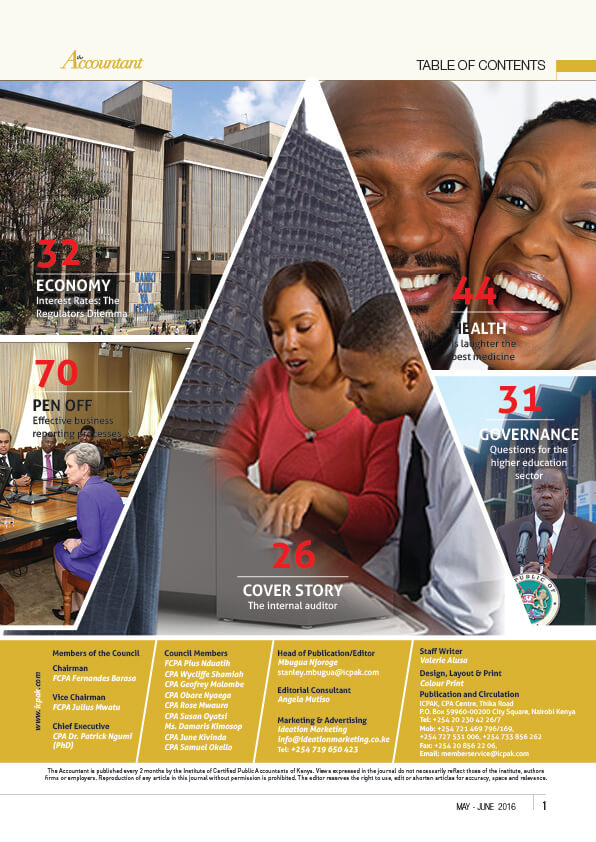 the
Accountant
TABLE OF CONTENTS
32
ECONOMY
Interest Rates: The
Regulators Dilemma
BANKI
KUU
YA
KENYA
44
HEALTH
Is laughter the
best medicine
70
PEN OFF
Effective business
reporting processes
31
GOVERNANCE
Questions for the
higher education
sector
26
COVER STORY
The internal auditor
PUBLIC OF
www.icpak.com
Members of the Council
Chairman
FCPA Fernandes Barasa
Vice Chairman
FCPA Julius Mwatu
Chief Executive
CPA Dr. Patrick Ngumi
(PhD)
Council Members
FCPA Pius Nduatih
CPA Wycliffe Shamiah
CPA Geofrey Malombe
CPA Obare Nyaega
CPA Rose Mwaura
CPA Susan Oyatsi
Ms. Damaris Kimosop
CPA June Kivinda
CPA Samuel Okello
Head of Publication/Editor
Mbugua Njoroge
stanley.mbugua@icpak.com
Editorial Consultant
Angela Mutiso
Marketing & Advertising
Ideation Marketing
info@ideationmarketing.co.ke
Tel: +254 719 650 423
Staff Writer
Valerie Alusa
Design, Layout & Print
Colour Print
Publication and Circulation
ICPAK, CPA Centre, Thika Road
P.O. Box 59960-00200 City Square, Nairobi Kenya
Tel: +254 20 230 42 26/7
Mob: +254 721 469 796/169,
+254 727 531 006, +254 733 856 262
Fax: +254 20 856 22 06,
Email: memberservice@icpak.com
The Accountant is published every 2 months by the Institute of Certified Public Accountants of Kenya. Views expressed in the journal do not necessarily reflect those of the institute, authors
firms or employers. Reproduction of any article in this journal without permission is prohibited. The editor reserves the right to use, edit or shorten articles for accuracy, space and relevance.
MAY - JUNE 2016 1